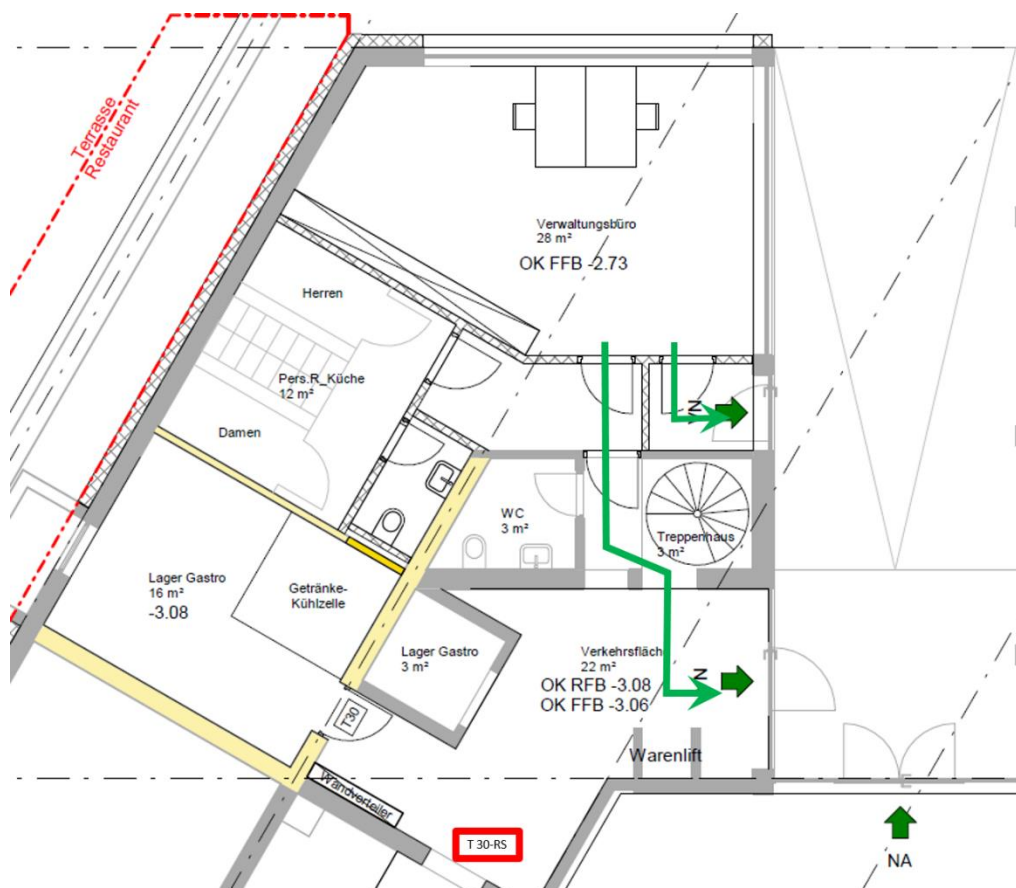 Terrasse
Restaurant
Verwaltungsbüro
28 m²
OK FFB -2.73
Herren
Pers.R_Küche
12 m²
Damen
NA
WC
3 m²
Treppenhaus
3 m²
Lager Gastro
16 m²
-3.08
Getränke-
Kühlzelle
Lager Gastro
3 m²
Verkehrsfläche
22 m²
OK RFB -3.08
OK FFB -3.06
N
T30
Warenlift
Wandverteiler
T 30-RS
NA